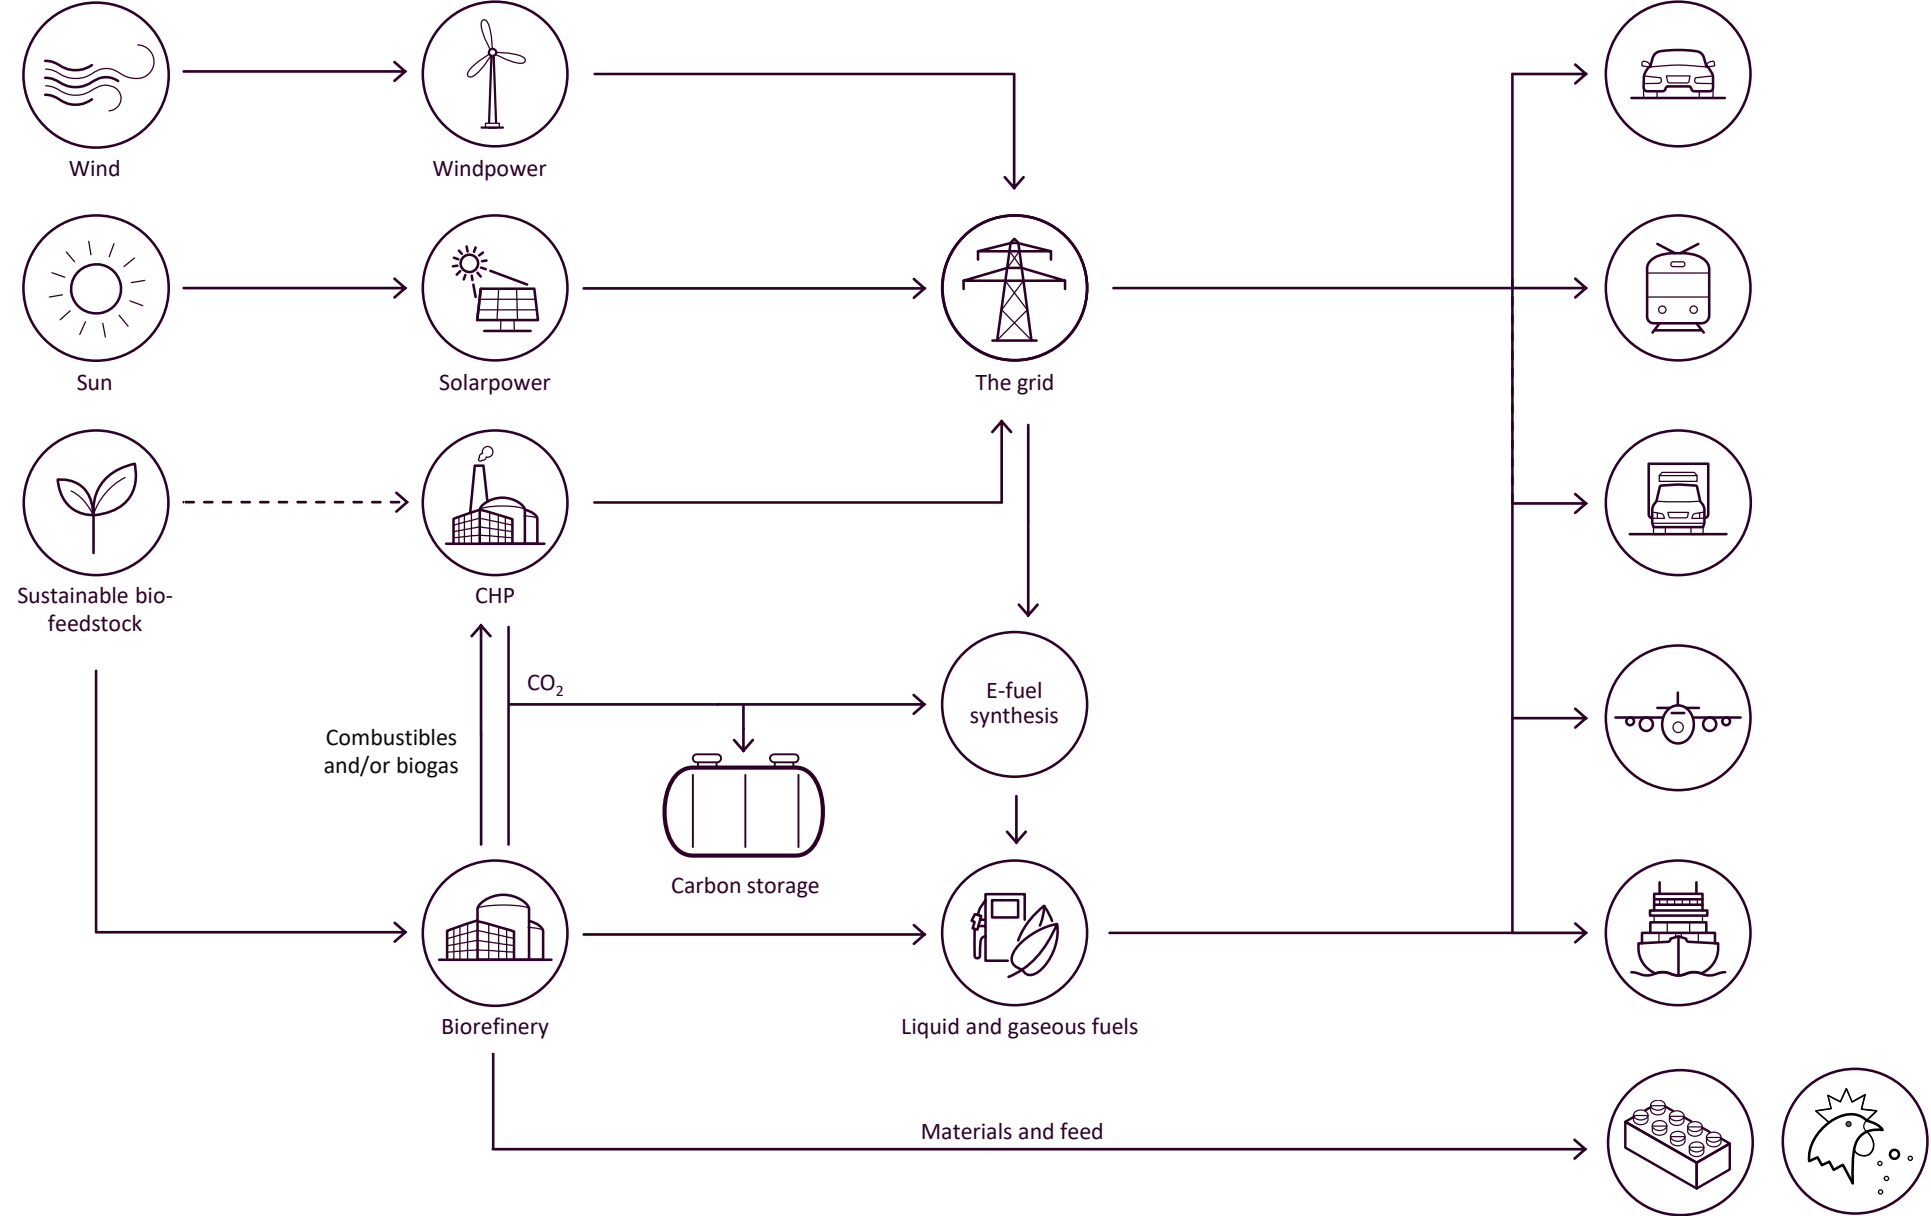 Wind
Windpower
Sun
Solarpower
The grid
Sustainable bio-
feedstock
CHP
CO₂
E-fuel
synthesis
Combustibles
and/or biogas
Carbon storage
Biorefinery
Liquid and gaseous fuels
Materials and feed